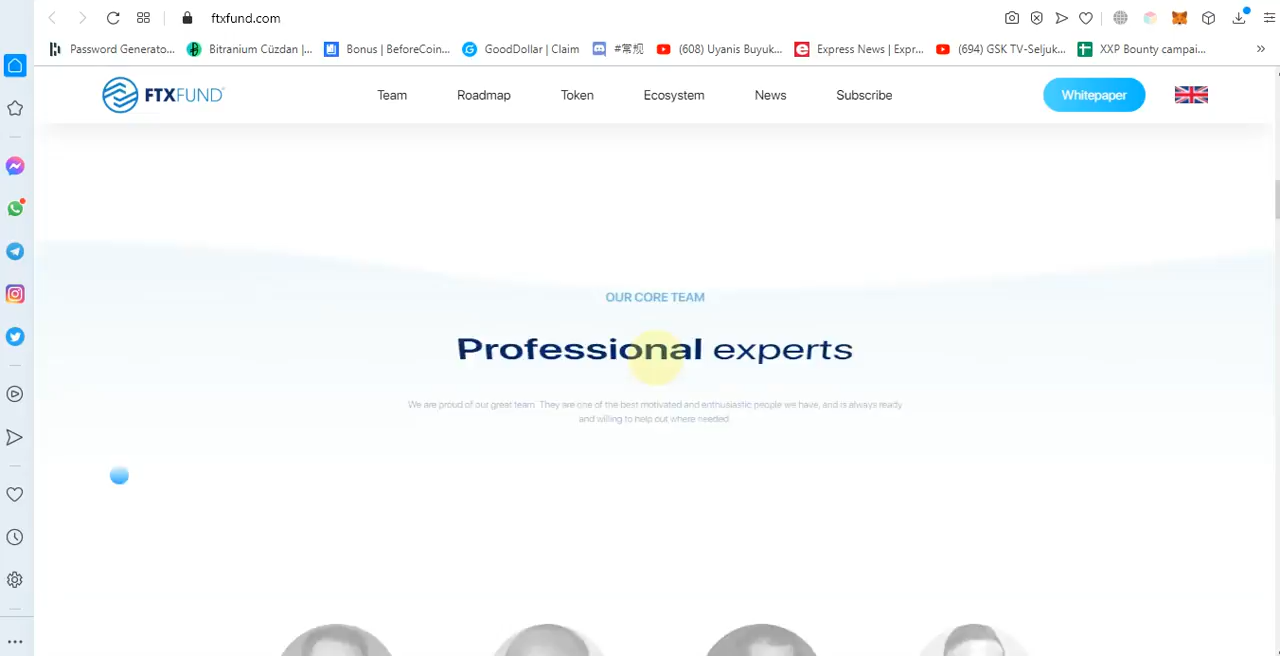 ftxfund.com
Password Generato... Bitranium Cüzdan |... Bonus | BeforeCoin... GoodDollar | Claim #常规 (608) Uyanis Buyuk... Express News | Expr... (694) GSK TV-Seljuk... XXP Bounty campai... »
FTXFUND Team Roadmap Token Ecosystem News Subscribe Whitepaper
OUR CORE TEAM
Professional experts
We are proud of our great team. They we one of the best motivated and enthusiastic people we have, and is always ready
and willing to help out where needed